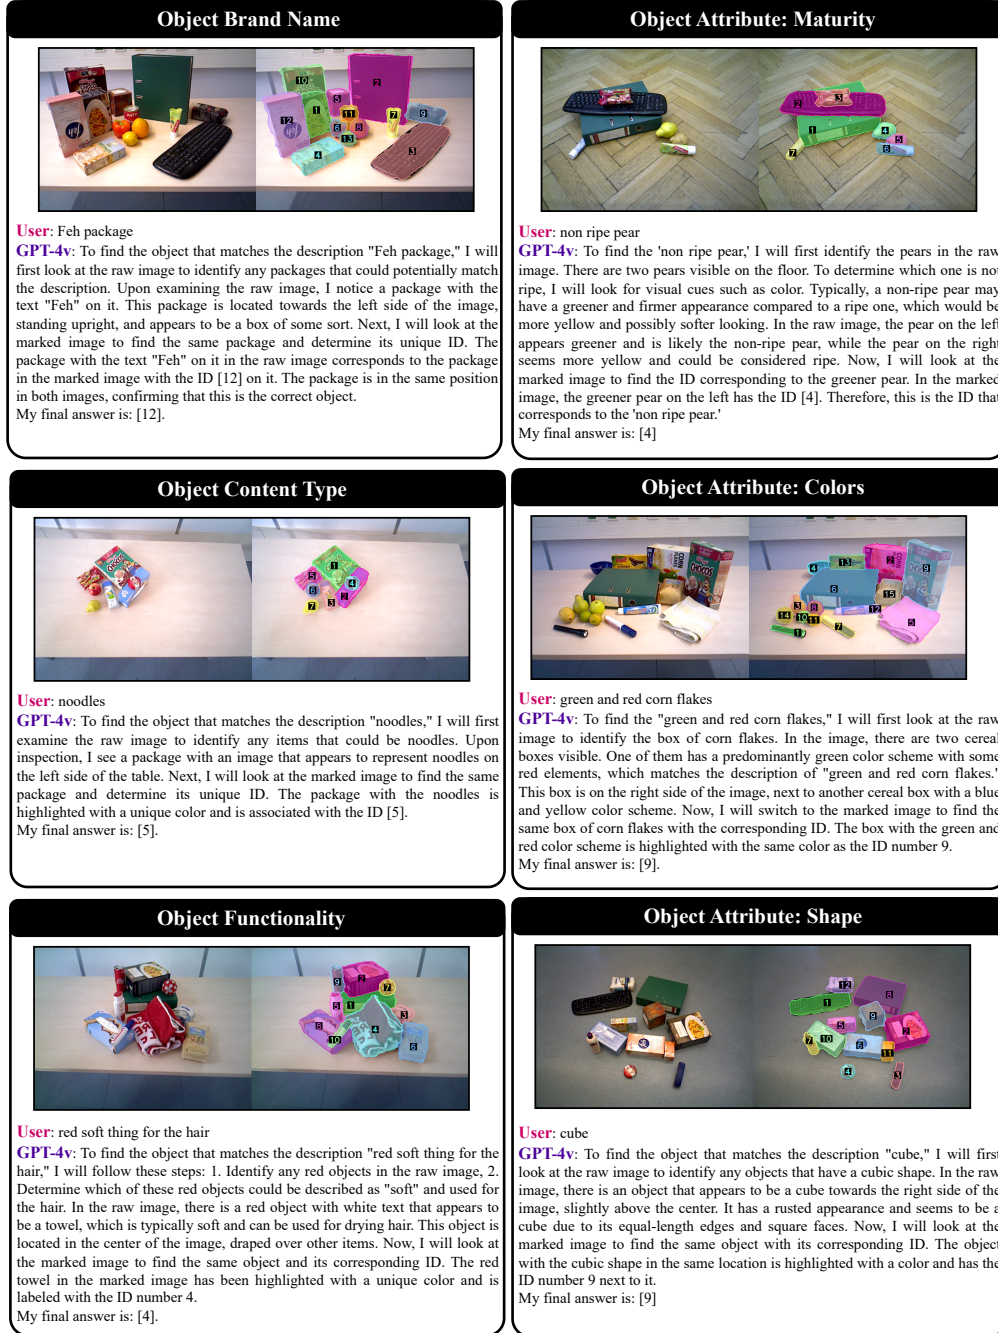 Object Brand Name
User: Feh package
GPT-4v: To find the object that matches the description "Feh package," I will
first look at the raw image to identify any packages that could potentially match
the description. Upon examining the raw image, I notice a package with the
text "Feh" on it. This package is located towards the left side of the image,
standing upright, and appears to be a box of some sort. Next, I will look at the
marked image to find the same package and determine its unique ID. The
package with the text "Feh" on it in the raw image corresponds to the package
in the marked image with the ID [12] on it. The package is in the same position
in both images, confirming that this is the correct object.
My final answer is: [12].
Object Attribute: Maturity
User: non ripe pear
GPT-4v: To find the 'non ripe pear,' I will first identify the pears in the raw
image. There are two pears visible on the floor. To determine which one is not
ripe, I will look for visual cues such as color. Typically, a non-ripe pear may
have a greener and firmer appearance compared to a ripe one, which would be
more yellow and possibly softer looking. In the raw image, the pear on the left
appears greener and is likely the non-ripe pear, while the pear on the right
seems more yellow and could be considered ripe. Now, I will look at the
marked image to find the ID corresponding to the greener pear. In the marked
image, the greener pear on the left has the ID [4]. Therefore, this is the ID that
corresponds to the 'non ripe pear.'
My final answer is: [4]
Object Content Type
User: noodles
GPT-4v: To find the object that matches the description "noodles," I will first
examine the raw image to identify any items that could be noodles. Upon
inspection, I see a package with an image that appears to represent noodles on
the left side of the table. Next, I will look at the marked image to find the same
package and determine its unique ID. The package with the noodles is
highlighted with a unique color and is associated with the ID [5].
My final answer is: [5].
Object Attribute: Colors
User: green and red corn flakes
GPT-4v: To find the "green and red corn flakes," I will first look at the raw
image to identify the box of corn flakes. In the image, there are two cereal
boxes visible. One of them has a predominantly green color scheme with some
red elements, which matches the description of "green and red corn flakes."
This box is on the right side of the image, next to another cereal box with a blue
and yellow color scheme. Now, I will switch to the marked image to find the
same box of corn flakes with the corresponding ID. The box with the green and
red color scheme is highlighted with the same color as the ID number 9.
My final answer is: [9].
Object Functionality
User: red soft thing for the hair
GPT-4v: To find the object that matches the description "red soft thing for the
hair," I will follow these steps: 1. Identify any red objects in the raw image, 2.
Determine which of these red objects could be described as "soft" and used for
the hair. In the raw image, there is a red object with white text that appears to
be a towel, which is typically soft and can be used for drying hair. This object is
located in the center of the image, draped over other items. Now, I will look at
the marked image to find the same object and its corresponding ID. The red
towel in the marked image has been highlighted with a unique color and is
labeled with the ID number 4.
My final answer is: [4].
Object Attribute: Shape
User: cube
GPT-4v: To find the object that matches the description "cube," I will first
look at the raw image to identify any objects that have a cubic shape. In the raw
image, there is an object that appears to be a cube towards the right side of the
image, slightly above the center. It has a rusted appearance and seems to be a
cube due to its equal-length edges and square faces. Now, I will look at the
marked image to find the same object with its corresponding ID. The object
with the cubic shape in the same location is highlighted with a color and has the
ID number 9 next to it.
My final answer is: [9]